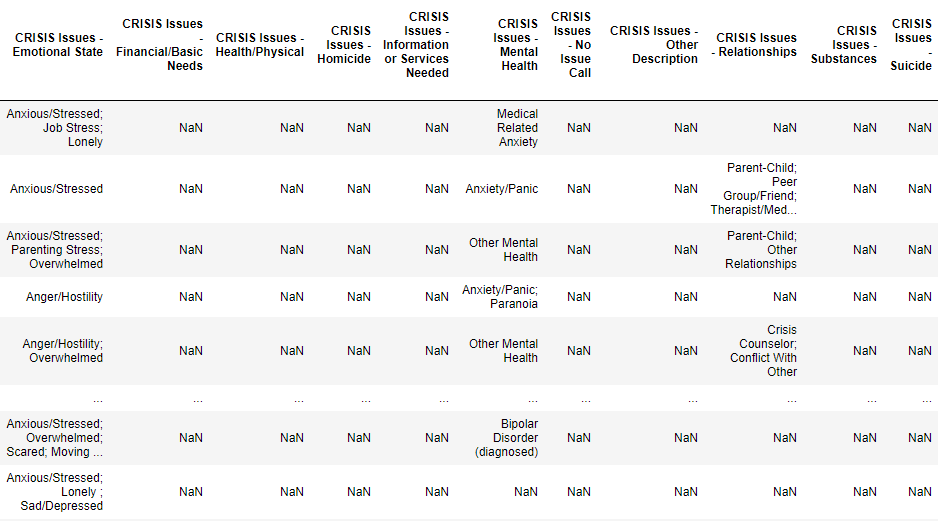 CRISIS Issues - Emotional State | CRISIS Issues - Financial/Basic Needs | CRISIS Issues - Health/Physical | CRISIS Issues - Homicide | CRISIS Issues - Information or Services Needed | CRISIS Issues - Mental Health | CRISIS Issues - No Issue Call | CRISIS Issues - Other Description | CRISIS Issues - Relationships | CRISIS Issues - Substances | CRISIS Issues - Suicide
Anxious/Stressed; Job Stress; Lonely | NaN | NaN | NaN | NaN | Medical Related Anxiety | NaN | NaN | NaN | NaN | NaN
Anxious/Stressed | NaN | NaN | NaN | NaN | Anxiety/Panic | NaN | NaN | Parent-Child; Peer Group/Friend; Therapist/Med... | NaN | NaN
Anxious/Stressed; Parenting Stress; Overwhelmed | NaN | NaN | NaN | NaN | Other Mental Health | NaN | NaN | Parent-Child; Other Relationships | NaN | NaN
Anger/Hostility | NaN | NaN | NaN | NaN | Anxiety/Panic; Paranoia | NaN | NaN | NaN | NaN | NaN
Anger/Hostility; Overwhelmed | NaN | NaN | NaN | NaN | Other Mental Health | NaN | NaN | Crisis Counselor; Conflict With Other | NaN | NaN
... | ... | ... | ... | ... | ... | ... | ... | ... | ... | ...
Anxious/Stressed; Overwhelmed; Scared; Moving ... | NaN | NaN | NaN | NaN | Bipolar Disorder (diagnosed) | NaN | NaN | NaN | NaN | NaN
Anxious/Stressed; Lonely ; Sad/Depressed | NaN | NaN | NaN | NaN | NaN | NaN | NaN | NaN | NaN | NaN